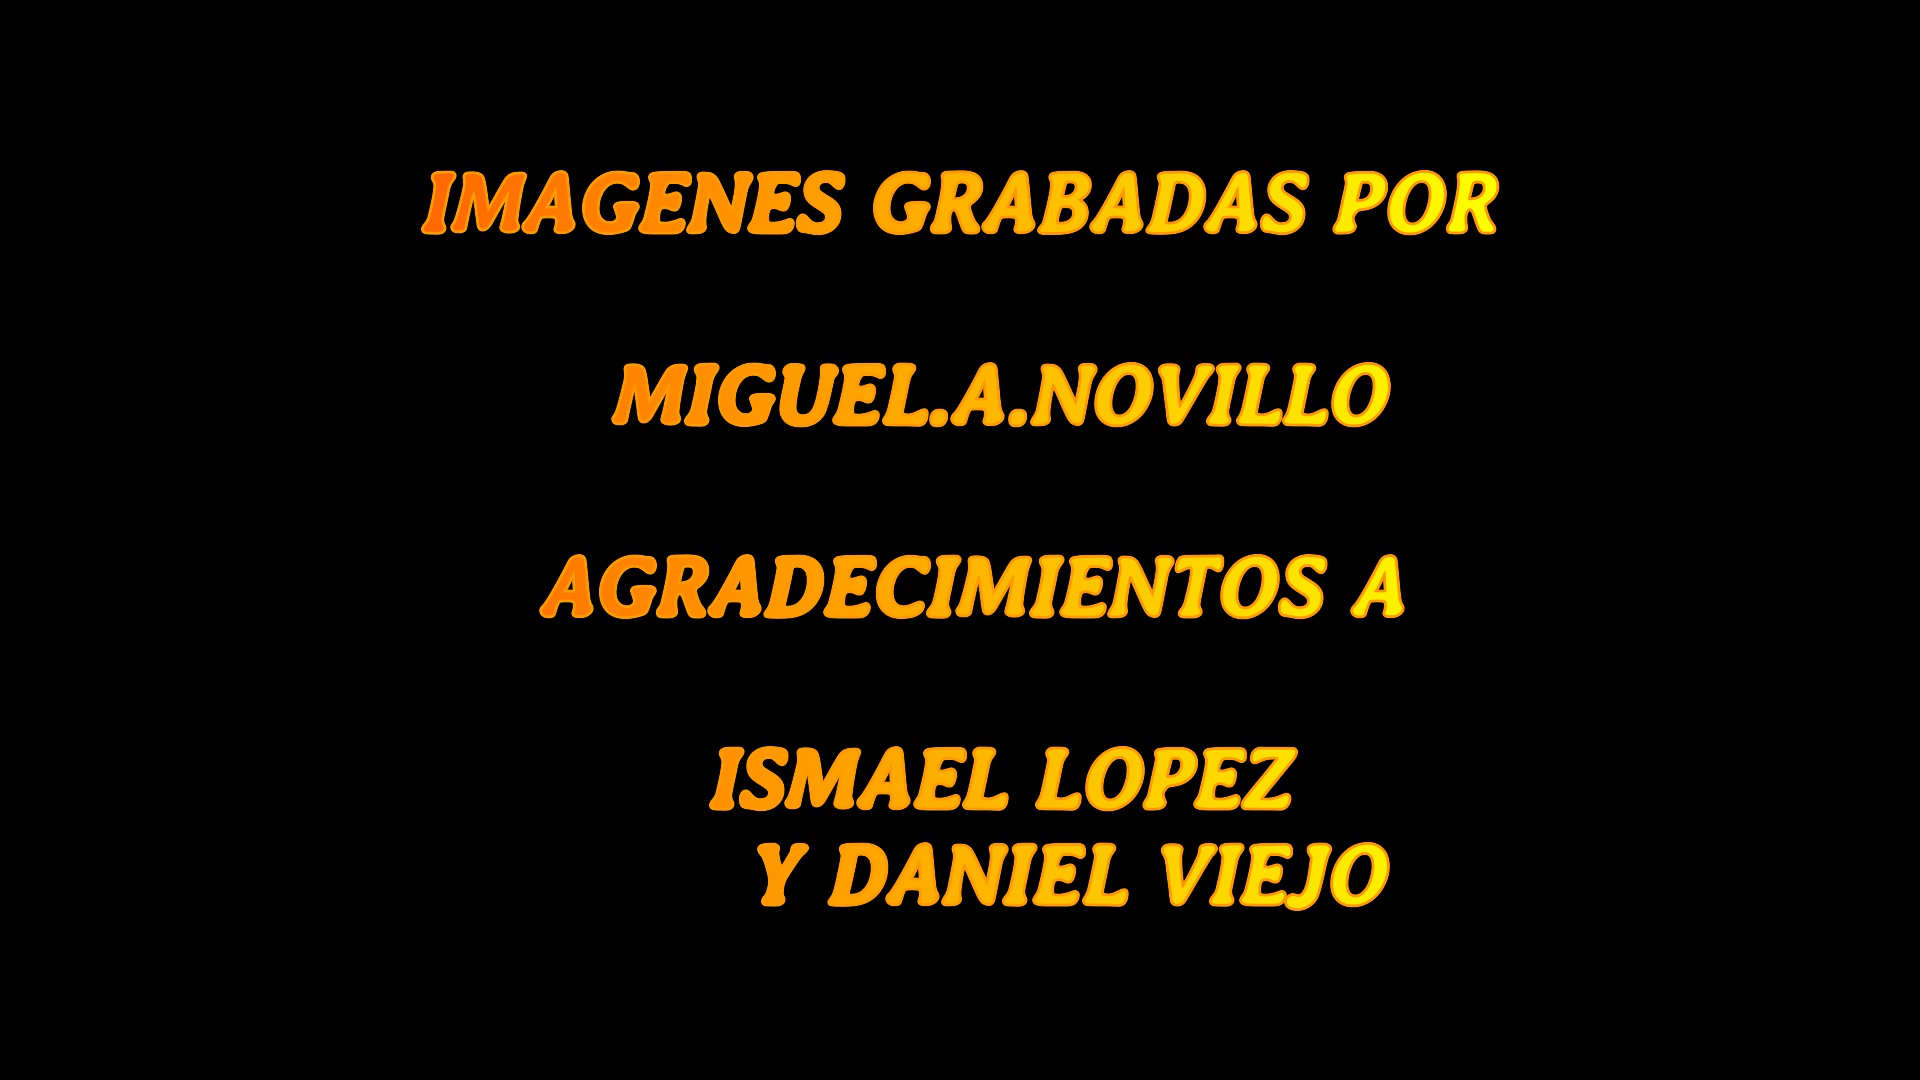 IMAGENES GRABADAS POR
MIGUEL.A.NOVILLO
AGRADECIMIENTOS A
ISMAEL LOPEZ
Y DANIEL VIEJO